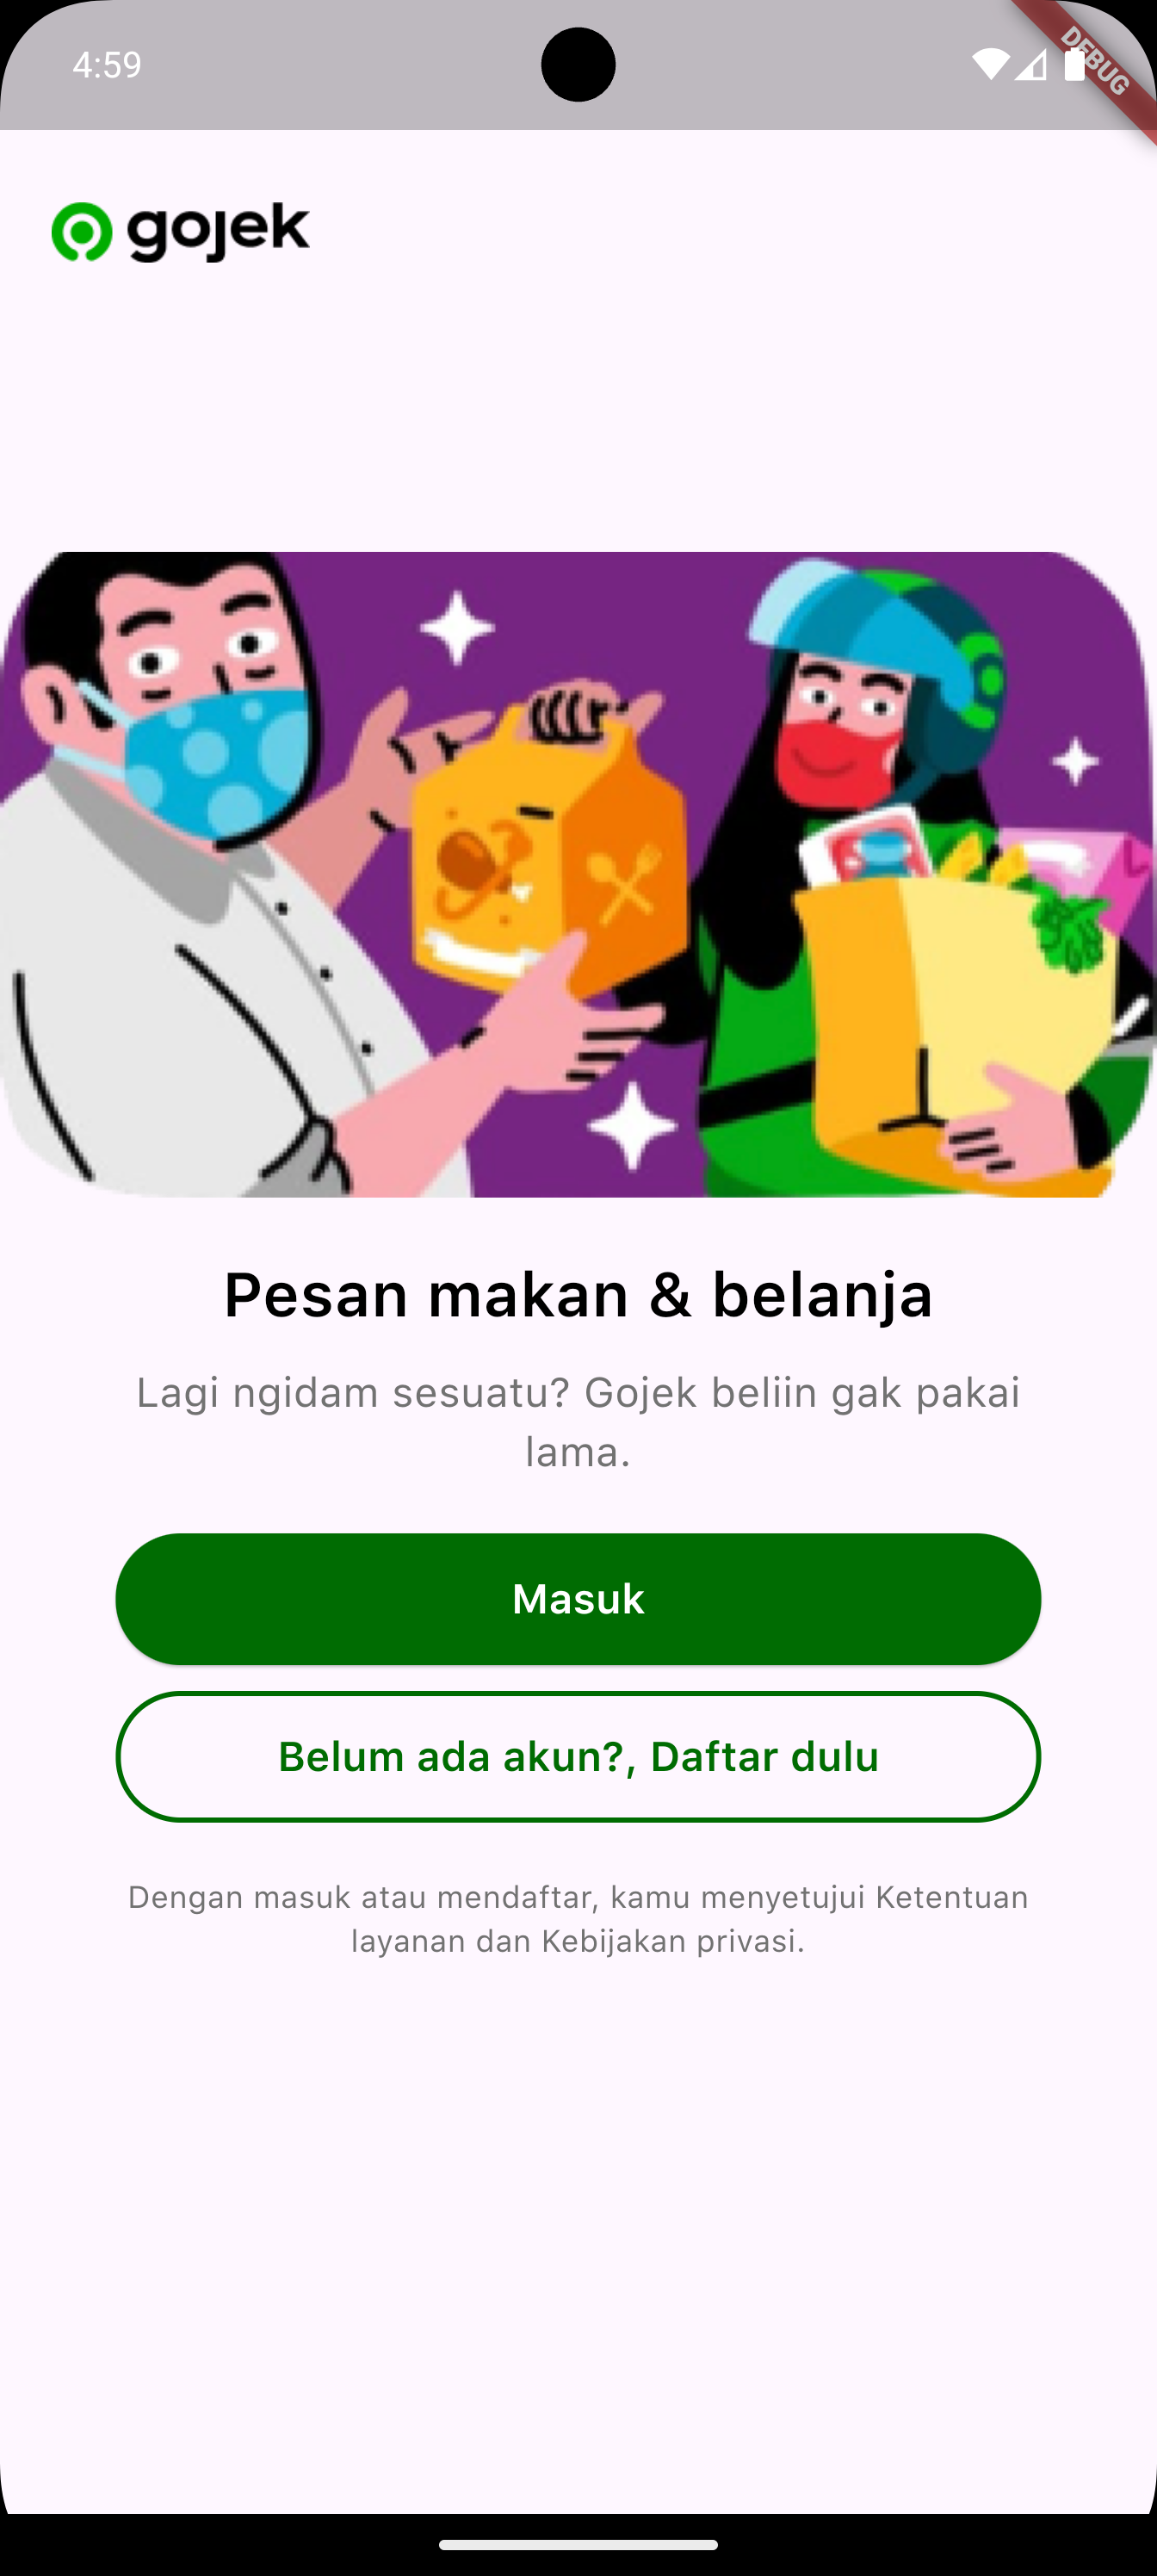 4:59
DEBUG
gojek
Pesan makan & belanja
Lagi ngidam sesuatu? Gojek beliin gak pakai
lama.
Masuk
Belum ada akun?, Daftar dulu
Dengan masuk atau mendaftar, kamu menyetujui Ketentuan
layanan dan Kebijakan privasi.